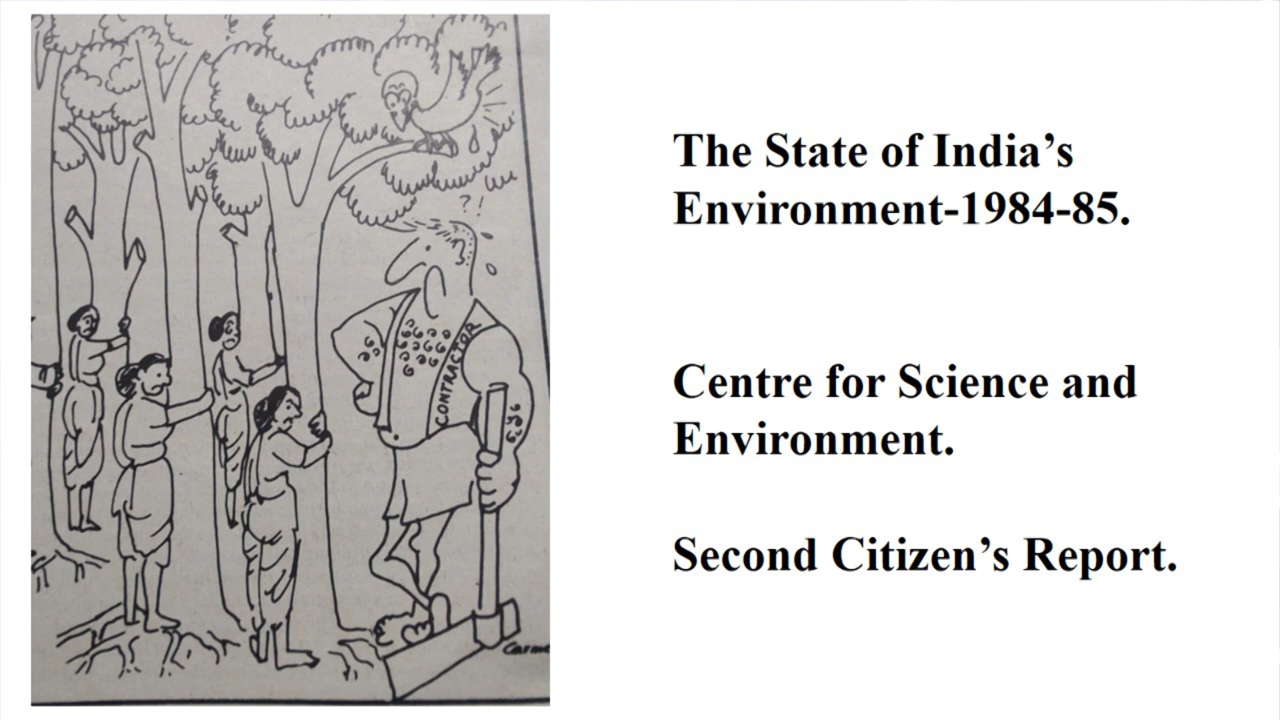 ?!
CONTRACTOR
The State of India's
Environment-1984-85.
Centre for Science and
Environment.
Second Citizen's Report.